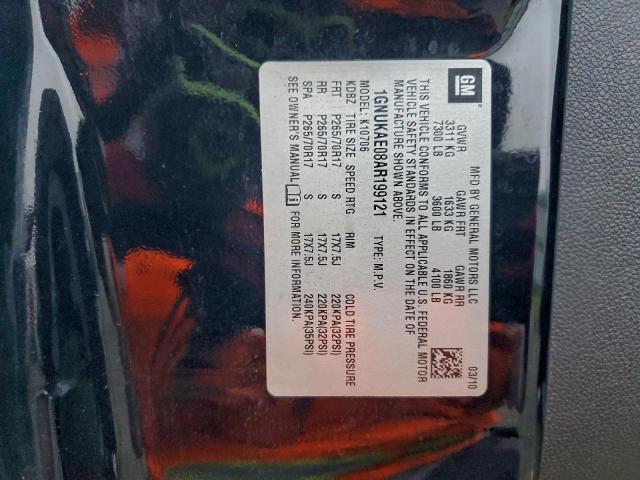 GM
MFD BY GENERAL MOTORS LLC 03/10
GVWR GAWR FRT GAWR RR
3311 KG 1633 KG 1860 KG
7300 LB 3600 LB 4100 LB
THIS VEHICLE CONFORMS TO ALL APPLICABLE U.S. FEDERAL MOTOR
VEHICLE SAFETY STANDARDS IN EFFECT ON THE DATE OF
MANUFACTURE SHOWN ABOVE.
1GNUKAE08AR199121 TYPE: M.P.V.
MODEL: K10706
KDBZ TIRE SIZE SPEED RTG RIM COLD TIRE PRESSURE
FRT P265/70R17 S 17X7.5J 220KPA(32PSI)
RR P265/70R17 S 17X7.5J 220KPA(32PSI)
SPA P265/70R17 S 17X7.5J 240KPA(35PSI)
SEE OWNER'S MANUAL FOR MORE INFORMATION.